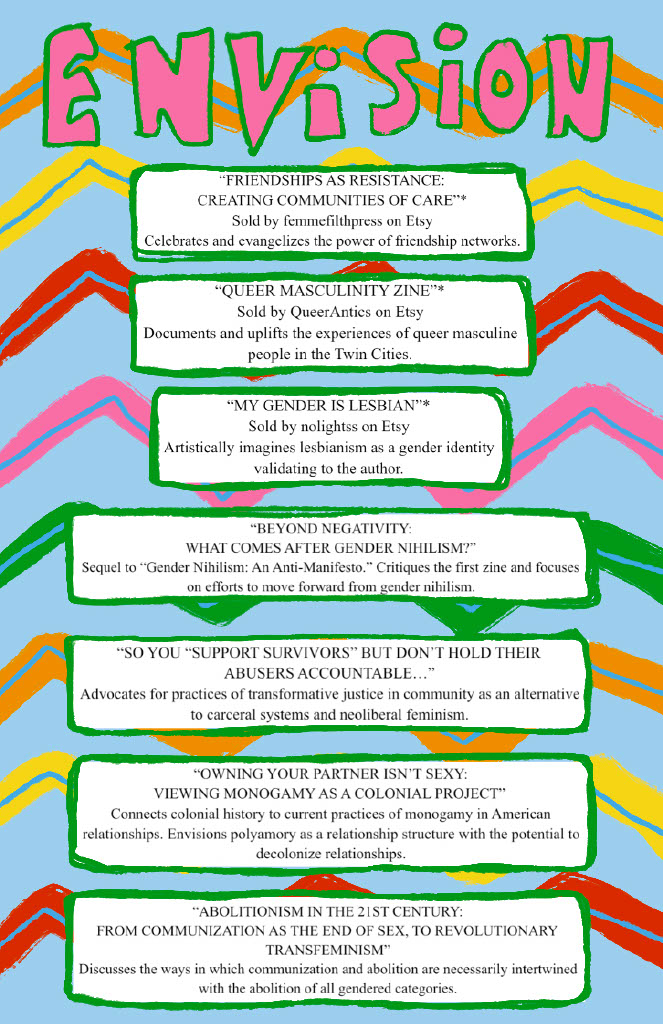 ENViSiON
“FRIENDSHIPS AS RESISTANCE:
CREATING COMMUNITIES OF CARE”*
Sold by femmefilthpress on Etsy
Celebrates and evangelizes the power of friendship networks.
“QUEER MASCULINITY ZINE”*
Sold by QueerAntics on Etsy
Documents and uplifts the experiences of queer masculine
people in the Twin Cities.
“MY GENDER IS LESBIAN”*
Sold by nolightss on Etsy
Artistically imagines lesbianism as a gender identity
validating to the author.
“BEYOND NEGATIVITY:
WHAT COMES AFTER GENDER NIHILISM?”
Sequel to “Gender Nihilism: An Anti-Manifesto.” Critiques the first zine and focuses
on efforts to move forward from gender nihilism.
“SO YOU “SUPPORT SURVIVORS” BUT DON’T HOLD THEIR
ABUSERS ACCOUNTABLE…”
Advocates for practices of transformative justice in community as an alternative
to carceral systems and neoliberal feminism.
“OWNING YOUR PARTNER ISN’T SEXY:
VIEWING MONOGAMY AS A COLONIAL PROJECT”
Connects colonial history to current practices of monogamy in American
relationships. Envisions polyamory as a relationship structure with the potential to
decolonize relationships.
“ABOLITIONISM IN THE 21ST CENTURY:
FROM COMMUNIZATION AS THE END OF SEX, TO REVOLUTIONARY
TRANSFEMINISM”
Discusses the ways in which communization and abolition are necessarily intertwined
with the abolition of all gendered categories.